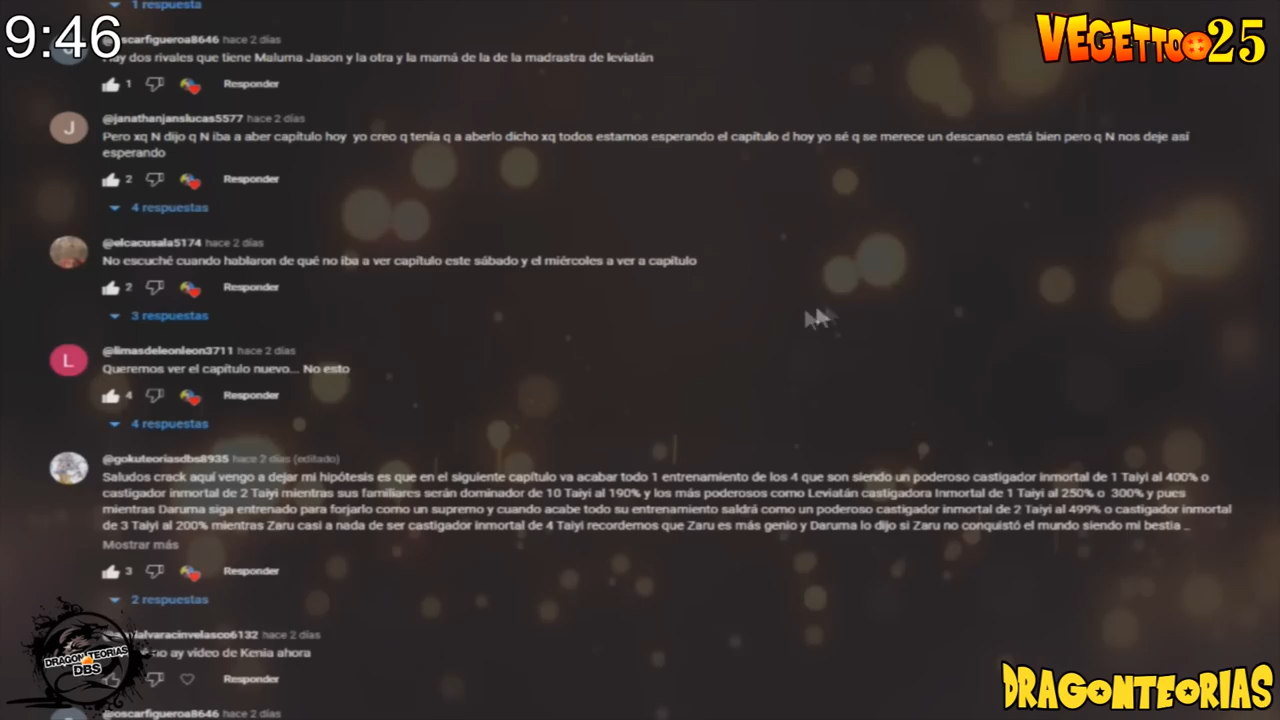 1 respuesta
9:46
VEGETTO 25
scarfigueroa8646 hace 2 días
Hay dos rivales que tiene Maluma Jason y la otra y la mamá de la de la madrastra de leviatán
1 Responder
J
@janathanjanslucas5577 hace 2 días
Pero xq N dijo q N iba a aber capítulo hoy yo creo q tenía q a aberlo dicho xq todos estamos esperando el capítulo d hoy yo sé q se merece un descanso está bien pero q N nos deje así
esperando
2 Responder
4 respuestas
@elcacusala5174 hace 2 días
No escuché cuando hablaron de qué no iba a ver capítulo este sábado y el miércoles a ver a capítulo
2 Responder
3 respuestas
L
@limasdeleonleon3711 hace 2 días
Queremos ver el capítulo nuevo... No esto
4 Responder
4 respuestas
@gokuteoriasdbs8935 hace 2 días (editado)
Saludos crack aquí vengo a dejar mi hipótesis es que en el siguiente capítulo va acabar todo 1 entrenamiento de los 4 que son siendo un poderoso castigador inmortal de 1 Taiyi al 400% o
castigador inmortal de 2 Taiyi mientras sus familiares serán dominador de 10 Taiyi al 190% y los más poderosos como Leviatán castigadora Inmortal de 1 Taiyi al 250% o 300% y pues
mientras Daruma siga entrenado para forjarlo como un supremo y cuando acabe todo su entrenamiento saldrá como un poderoso castigador inmortal de 2 Taiyi al 499% o castigador inmortal
de 3 Taiyi al 200% mientras Zaru casi a nada de ser castigador inmortal de 4 Taiyi recordemos que Zaru es más genio y Daruma lo dijo si Zaru no conquistó el mundo siendo mi bestia ..
Mostrar más
3 Responder
2 respuestas
alvaracinvelasco6132 hace 2 días
no ay vídeo de Kenia ahora
Responder
DRAGON TEORIAS
DBS
DRAGONTEORIAS
@oscarfigueroa8646 hace 2 días